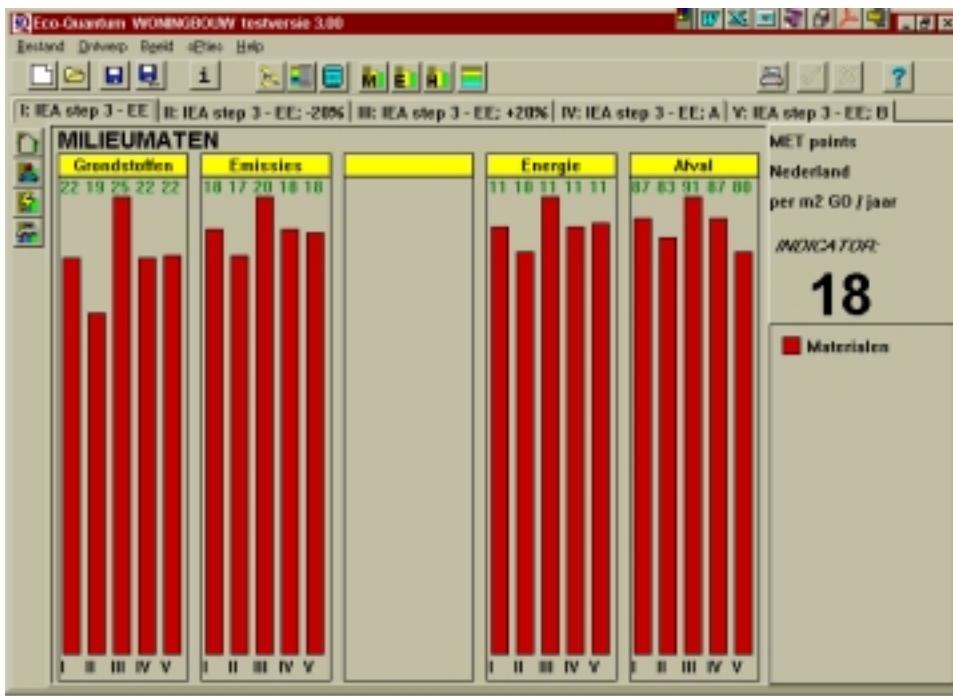 Eco-Quantum WONINGBOUW testversie 3.00
Bestand Ontwerp Beeld oPties Help
i M E A ?
I: IEA step 3 - EE II: IEA step 3 - EE; -20% III: IEA step 3 - EE; +20% IV: IEA step 3 - EE; A V: IEA step 3 - EE; B
MILIEUMATEN
Grondstoffen Emissies Energie Afval
22 19 25 22 22 18 17 20 18 18 11 10 11 11 11 87 83 91 87 80
I II III IV V I II III IV V I II III IV V I II III IV V
MET points
Nederland
per m2 GO / jaar
INDICATOR:
18
Materialen